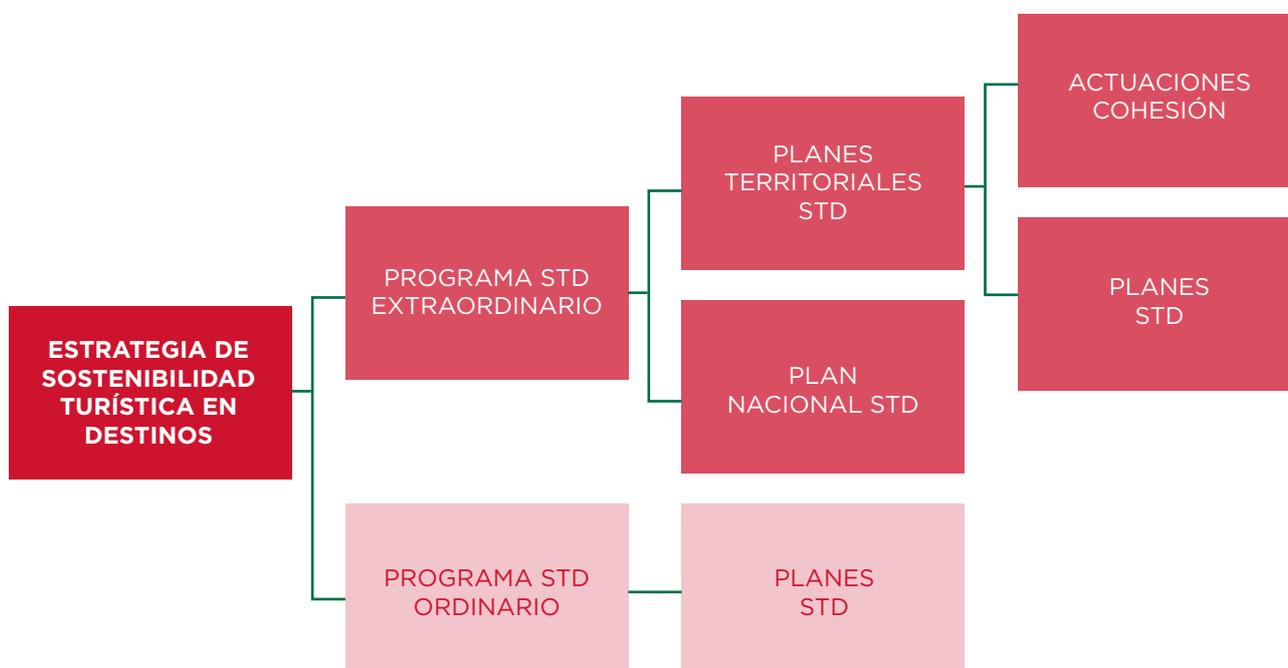 ESTRATEGIA DE
SOSTENIBILIDAD
TURÍSTICA EN
DESTINOS
PROGRAMA STD
EXTRAORDINARIO
PLANES
TERRITORIALES
STD
ACTUACIONES
COHESIÓN
PLANES
STD
PLAN
NACIONAL STD
PROGRAMA STD
ORDINARIO
PLANES
STD